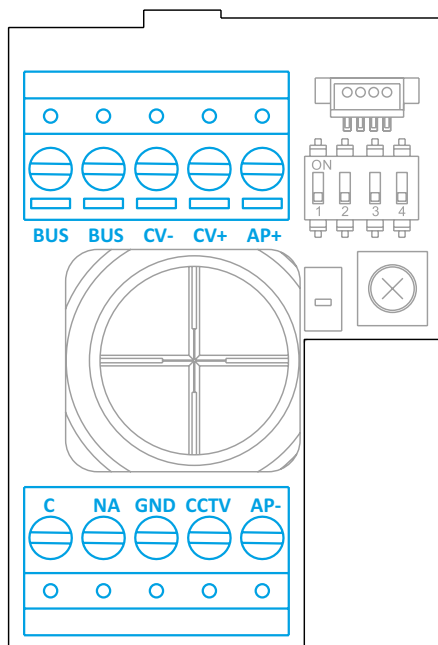 ON
1 2 3 4
BUS BUS CV- CV+ AP+
C NA GND CCTV AP-